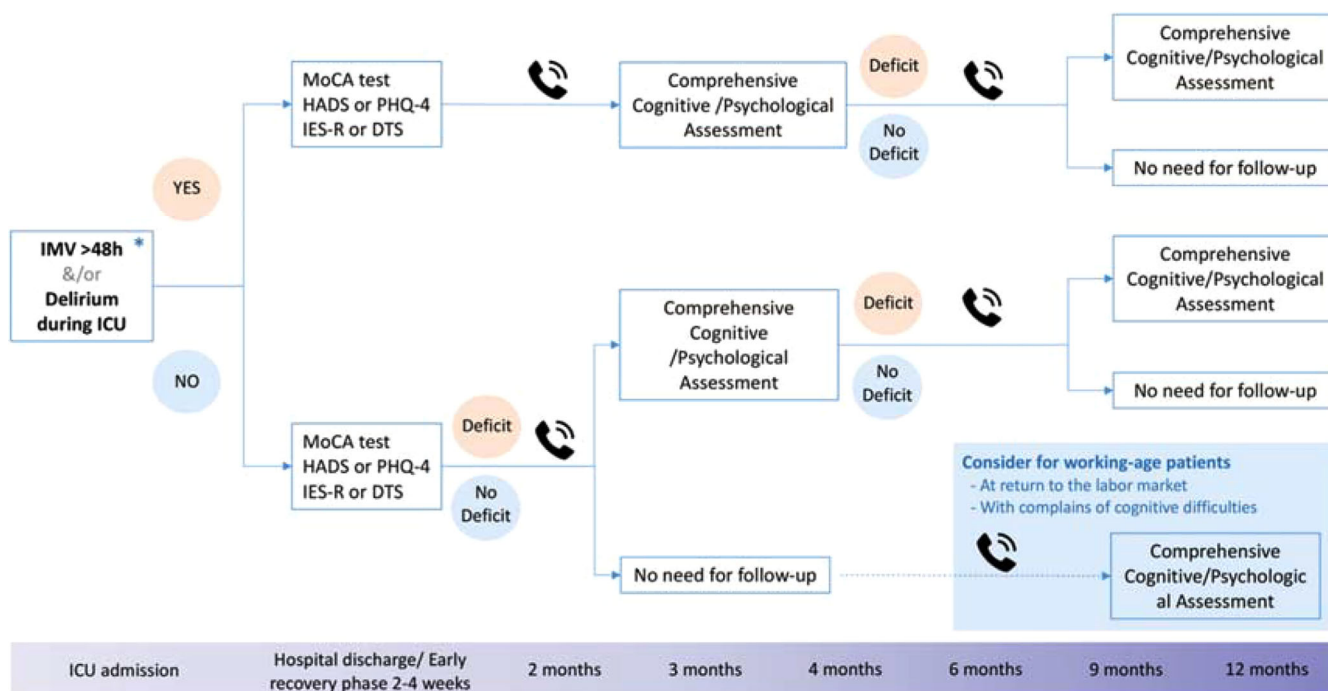 IMV >48h *
&/or
Delirium
during ICU
YES
NO
MoCA test
HADS or PHQ-4
IES-R or DTS
Comprehensive
Cognitive /Psychological
Assessment
Deficit
No
Deficit
Comprehensive
Cognitive/Psychological
Assessment
No need for follow-up
MoCA test
HADS or PHQ-4
IES-R or DTS
Deficit
No
Deficit
Comprehensive
Cognitive
/Psychological
Assessment
Deficit
No
Deficit
Comprehensive
Cognitive/Psychological
Assessment
No need for follow-up
No need for follow-up
Consider for working-age patients
- At return to the labor market
- With complains of cognitive difficulties
Comprehensive
Cognitive/Psychologic
al Assessment
ICU admission
Hospital discharge/ Early
recovery phase 2-4 weeks
2 months
3 months
4 months
6 months
9 months
12 months